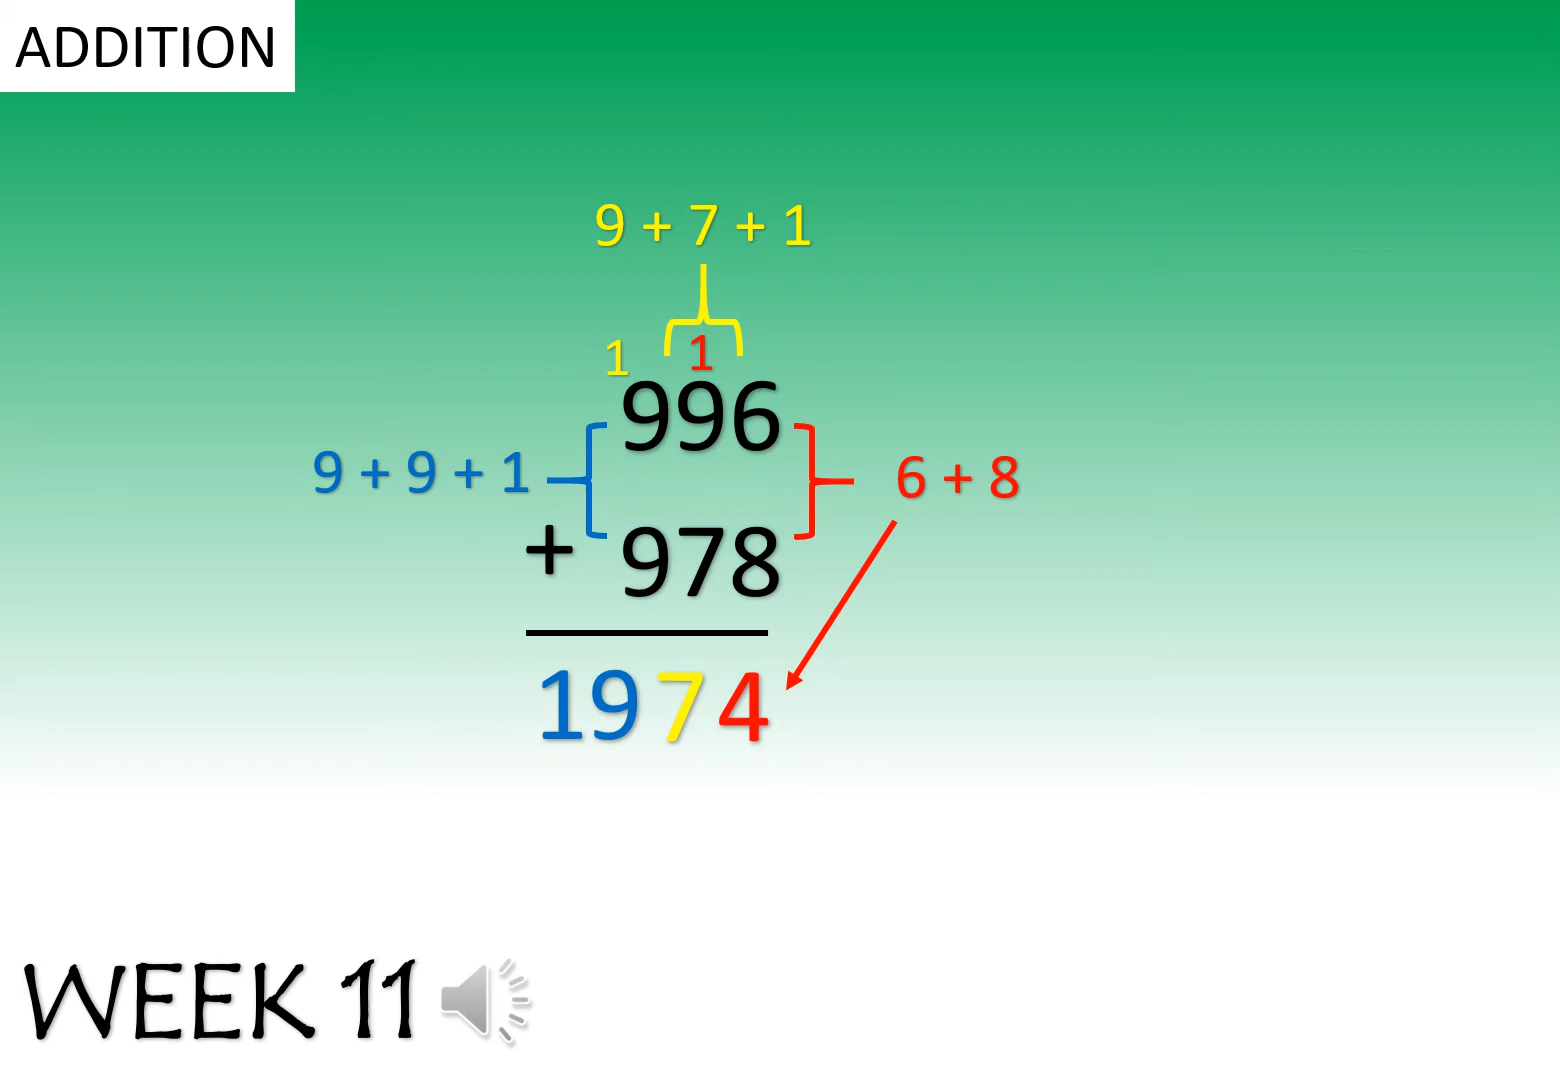 ADDITION
9 + 7 + 1
1 1
996
9 + 9 + 1
6 + 8
+ 978
1974
WEEK 11